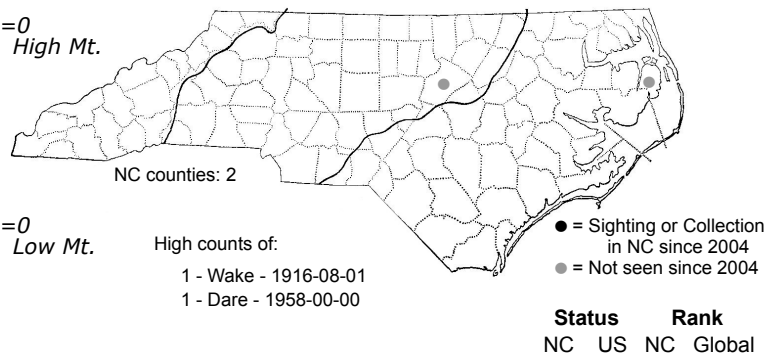 =0
High Mt.
NC counties: 2
=0
Low Mt.
High counts of:
1 - Wake - 1916-08-01
1 - Dare - 1958-00-00
● = Sighting or Collection
in NC since 2004
● = Not seen since 2004
Status Rank
NC US NC Global